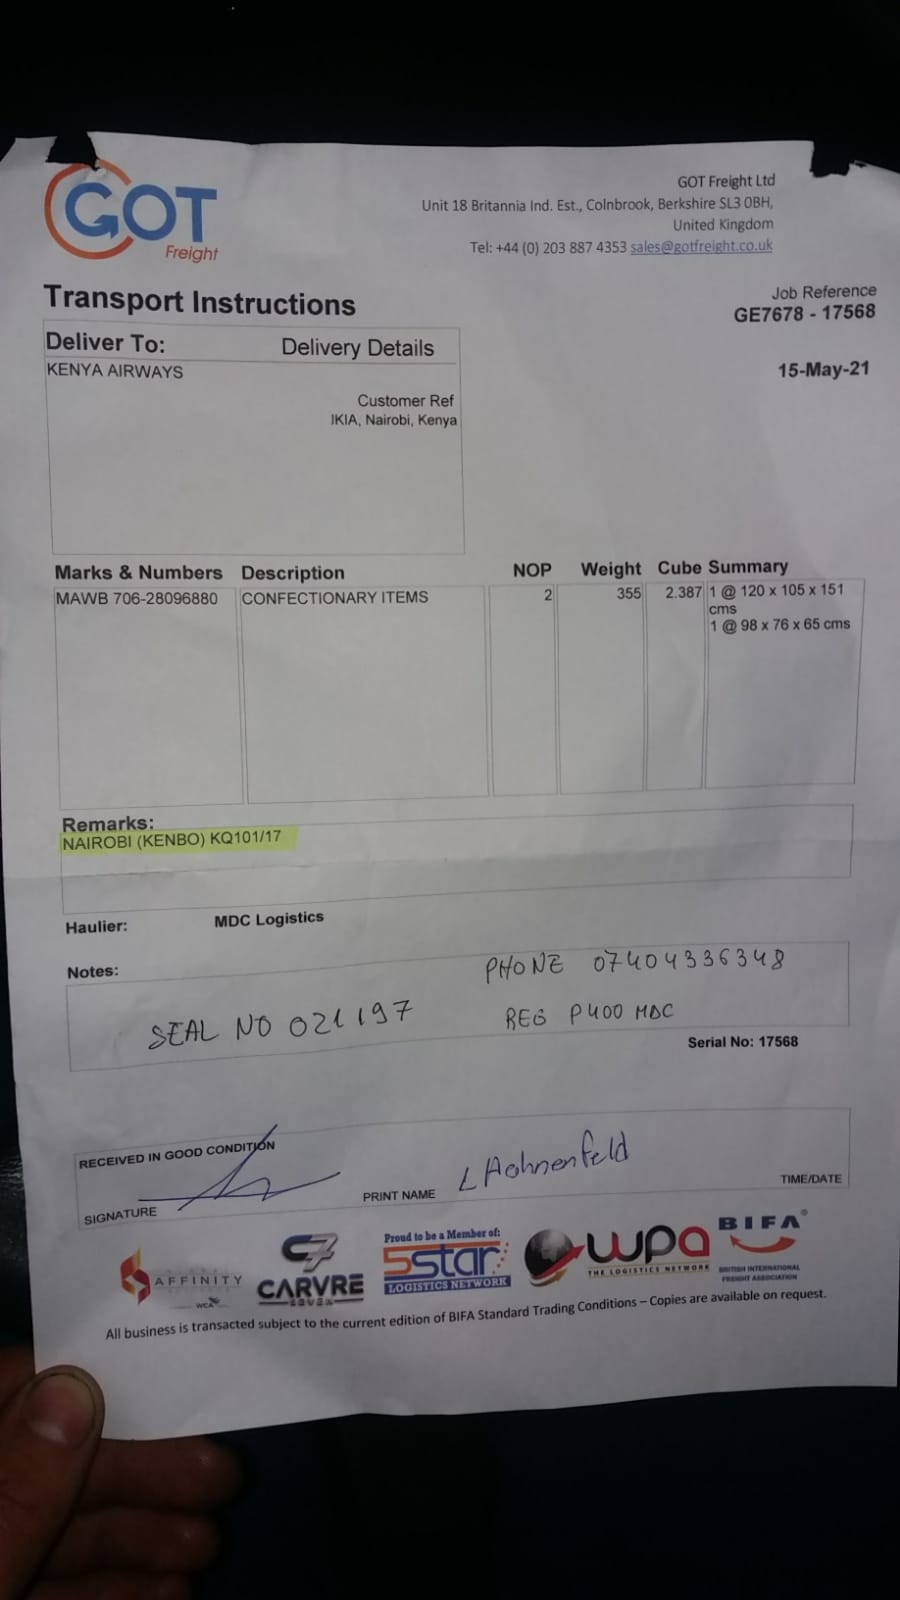 GOT
Freight
GOT Freight Ltd
Unit 18 Britannia Ind. Est., Colnbrook, Berkshire SL3 0BH,
United Kingdom
Tel: +44 (0) 203 887 4353 sales@gotfreight.co.uk
Transport Instructions
Job Reference
GE7678 - 17568
Deliver To: Delivery Details
KENYA AIRWAYS
15-May-21
Customer Ref
IKIA, Nairobi, Kenya
Marks & Numbers Description NOP Weight Cube Summary
MAWB 706-28096880 CONFECTIONARY ITEMS 2 355 2.387 1 @ 120 x 105 x 151
cms
1 @ 98 x 76 x 65 cms
Remarks:
NAIROBI (KENBO) KQ101/17
Haulier: MDC Logistics
Notes:
PHONE 07404336348
SEAL NO 021197
REG P400 MDC
Serial No: 17568
RECEIVED IN GOOD CONDITION
SIGNATURE
PRINT NAME L Hohnenfeld
TIME/DATE
AFFINITY
WCA
C7
CARVRE
SEVEN
Proud to be a Member of:
5Star
LOGISTICS NETWORK
wpa
THE LOGISTICS NETWORK
BIFA
BRITISH INTERNATIONAL
FREIGHT ASSOCIATION
All business is transacted subject to the current edition of BIFA Standard Trading Conditions – Copies are available on request.